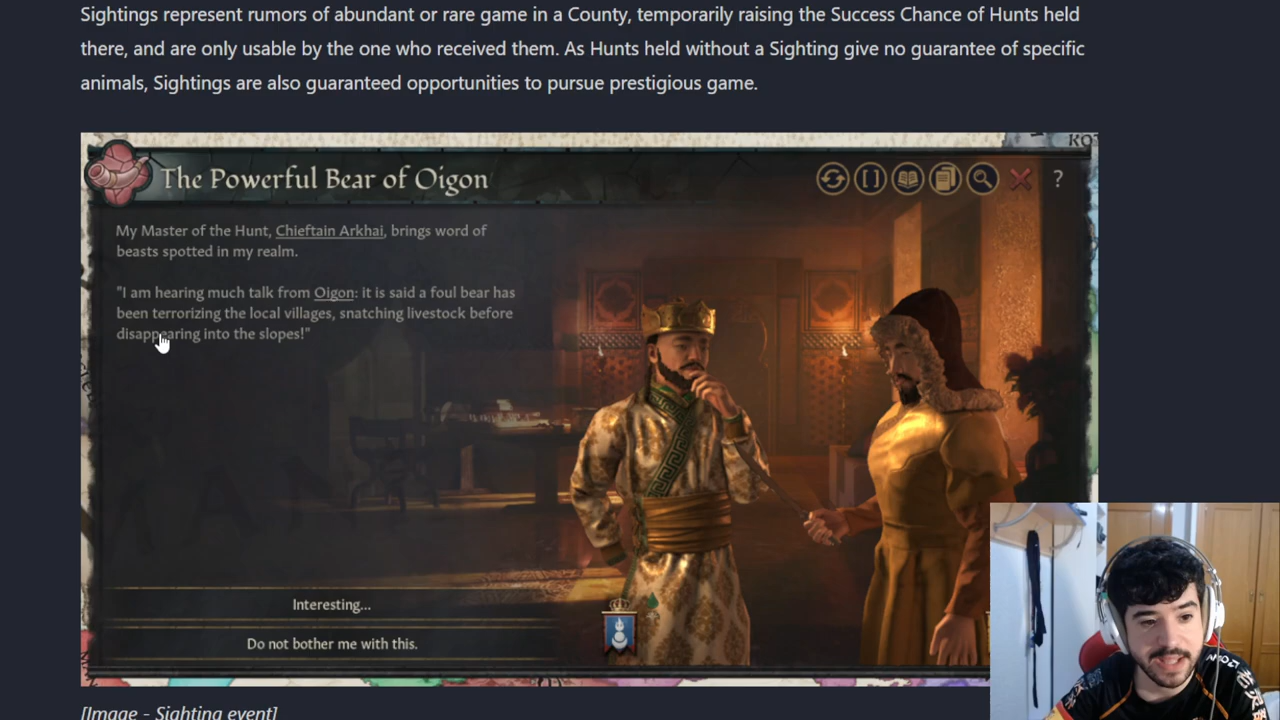 Sightings represent rumors of abundant or rare game in a County, temporarily raising the Success Chance of Hunts held
there, and are only usable by the one who received them. As Hunts held without a Sighting give no guarantee of specific
animals, Sightings are also guaranteed opportunities to pursue prestigious game.
The Powerful Bear of Oigon
?
My Master of the Hunt, Chieftain Arkhai, brings word of
beasts spotted in my realm.
"I am hearing much talk from Oigon: it is said a foul bear has
been terrorizing the local villages, snatching livestock before
disappearing into the slopes!"
Interesting...
Do not bother me with this.
[Image - Sighting event]